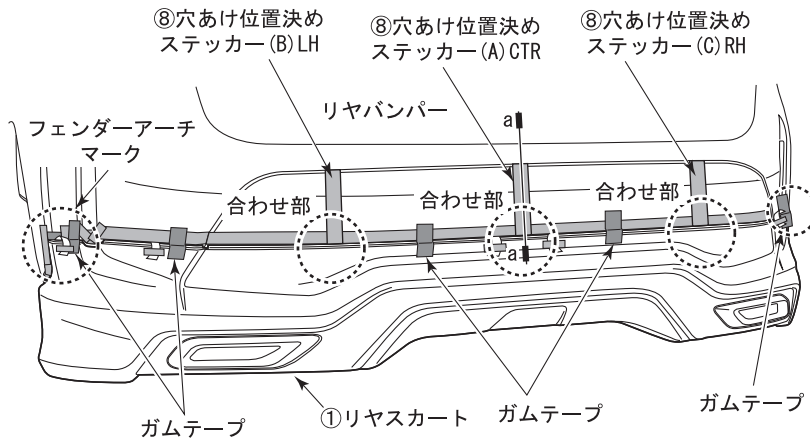 ⑧穴あけ位置決め
ステッカー(B)LH
⑧穴あけ位置決め
ステッカー(A)CTR
⑧穴あけ位置決め
ステッカー(C)RH
フェンダーアーチ
マーク
リヤバンパー
a
合わせ部
合わせ部
合わせ部
a
ガムテープ
①リヤスカート
ガムテープ
ガムテープ